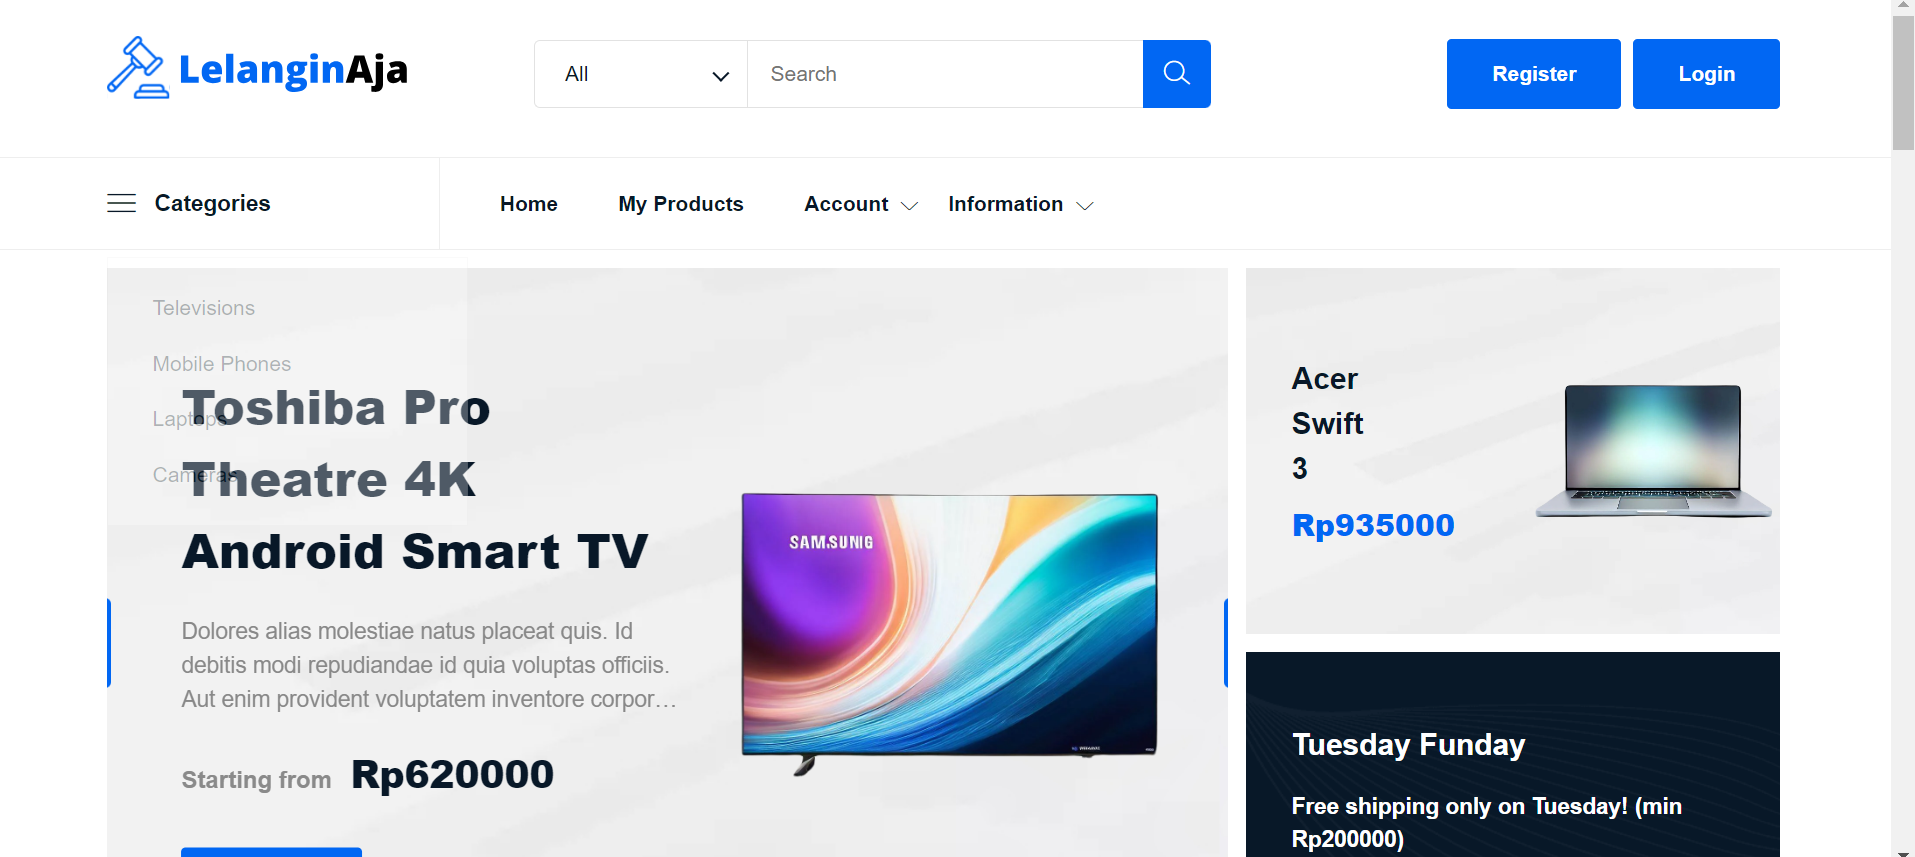 LelanginAja
All
Search
Register
Login
Categories
Home
My Products
Account
Information
Televisions
Mobile Phones
Laptops
Cameras
Toshiba Pro
Theatre 4K
Android Smart TV
Dolores alias molestiae natus placeat quis. Id
debitis modi repudiandae id quia voluptas officiis.
Aut enim provident voluptatem inventore corpor…
Starting from Rp620000
SAMSUNIG
Acer
Swift
3
Rp935000
Tuesday Funday
Free shipping only on Tuesday! (min
Rp200000)